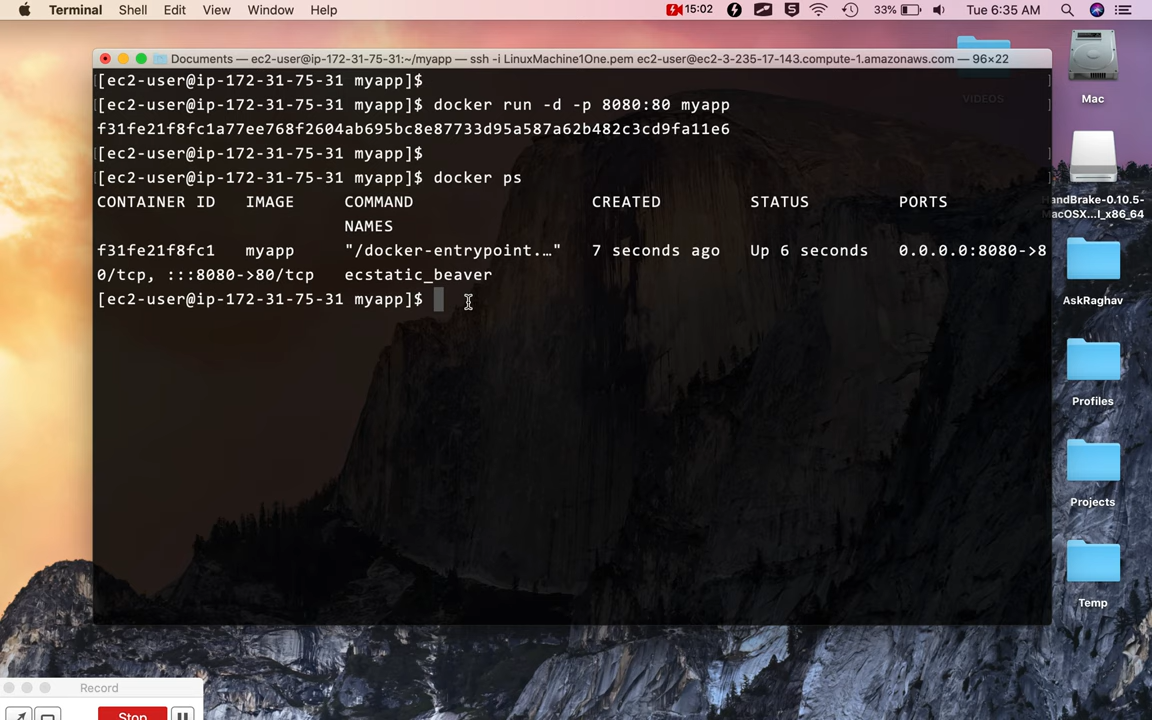 Terminal Shell Edit View Window Help 15:02 33% Tue 6:35 AM
Documents — ec2-user@ip-172-31-75-31:~/myapp — ssh -i LinuxMachine1One.pem ec2-user@ec2-3-235-17-143.compute-1.amazonaws.com — 96×22
[ec2-user@ip-172-31-75-31 myapp]$
[ec2-user@ip-172-31-75-31 myapp]$ docker run -d -p 8080:80 myapp
f31fe21f8fc1a77ee768f2604ab695bc8e87733d95a587a62b482c3cd9fa11e6
[ec2-user@ip-172-31-75-31 myapp]$
[ec2-user@ip-172-31-75-31 myapp]$ docker ps
CONTAINER ID IMAGE COMMAND CREATED STATUS PORTS
NAMES
f31fe21f8fc1 myapp "/docker-entrypoint.…" 7 seconds ago Up 6 seconds 0.0.0.0:8080->8
0/tcp, :::8080->80/tcp ecstatic_beaver
[ec2-user@ip-172-31-75-31 myapp]$
VIDEOS
Mac
HandBrake-0.10.5-
MacOSX...l_x86_64
AskRaghav
Profiles
Projects
Temp
Record
Stop